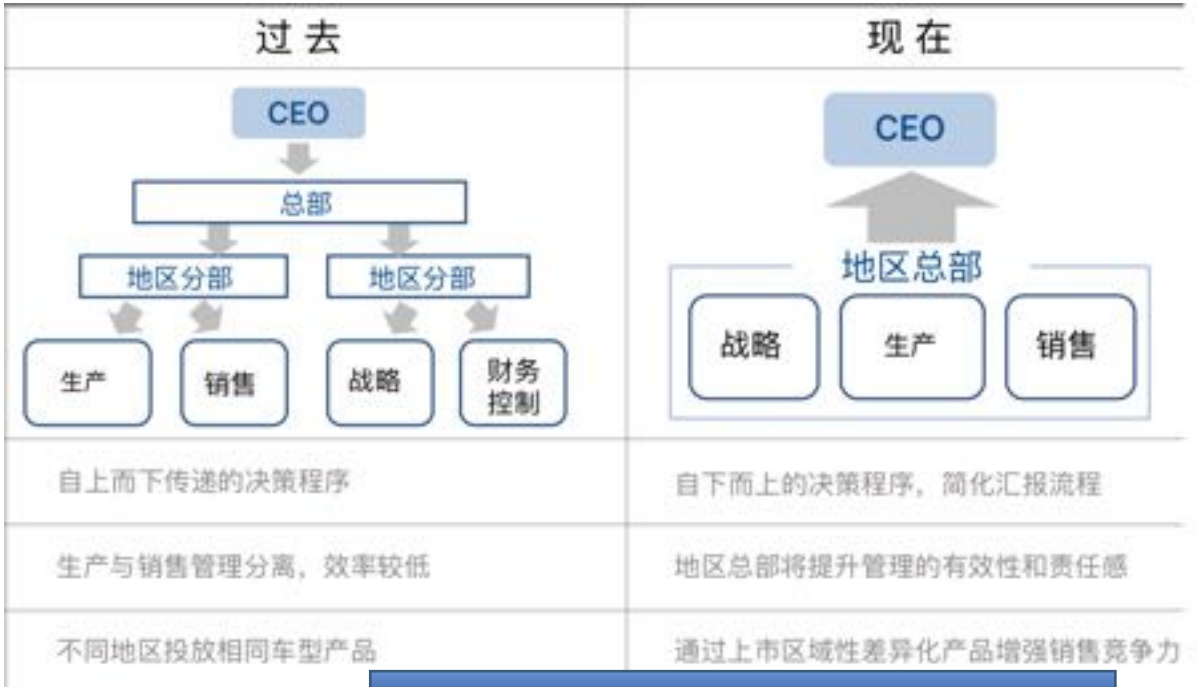 过去
CEO
总部
地区分部 地区分部
生产 销售 战略 财务
控制
自上而下传递的决策程序
生产与销售管理分离，效率较低
不同地区投放相同车型产品
现在
CEO
地区总部
战略 生产 销售
自下而上的决策程序，简化汇报流程
地区总部将提升管理的有效性和责任感
通过上市区域性差异化产品增强销售竞争力